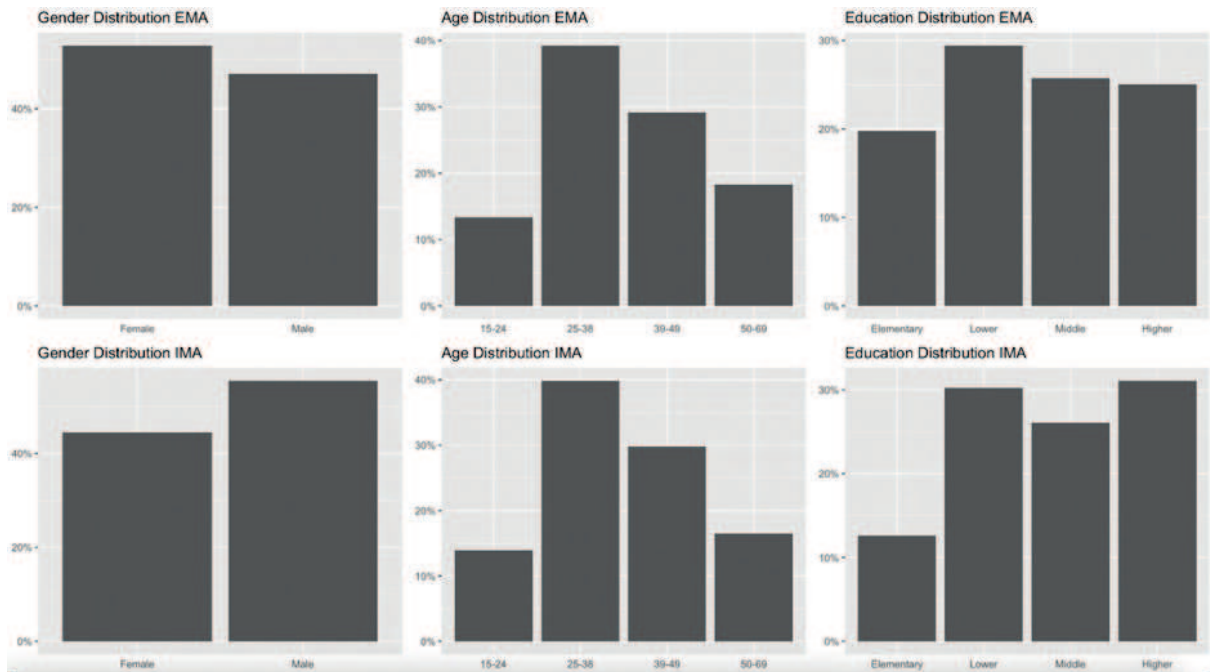 Gender Distribution EMA
40%
20%
0%
Female Male
Age Distribution EMA
40%
30%
20%
10%
0%
15-24 25-38 39-49 50-69
Education Distribution EMA
30%
20%
10%
0%
Elementary Lower Middle Higher
Gender Distribution IMA
40%
20%
0%
Female Male
Age Distribution IMA
40%
30%
20%
10%
0%
15-24 25-38 39-49 50-69
Education Distribution IMA
30%
20%
10%
0%
Elementary Lower Middle Higher